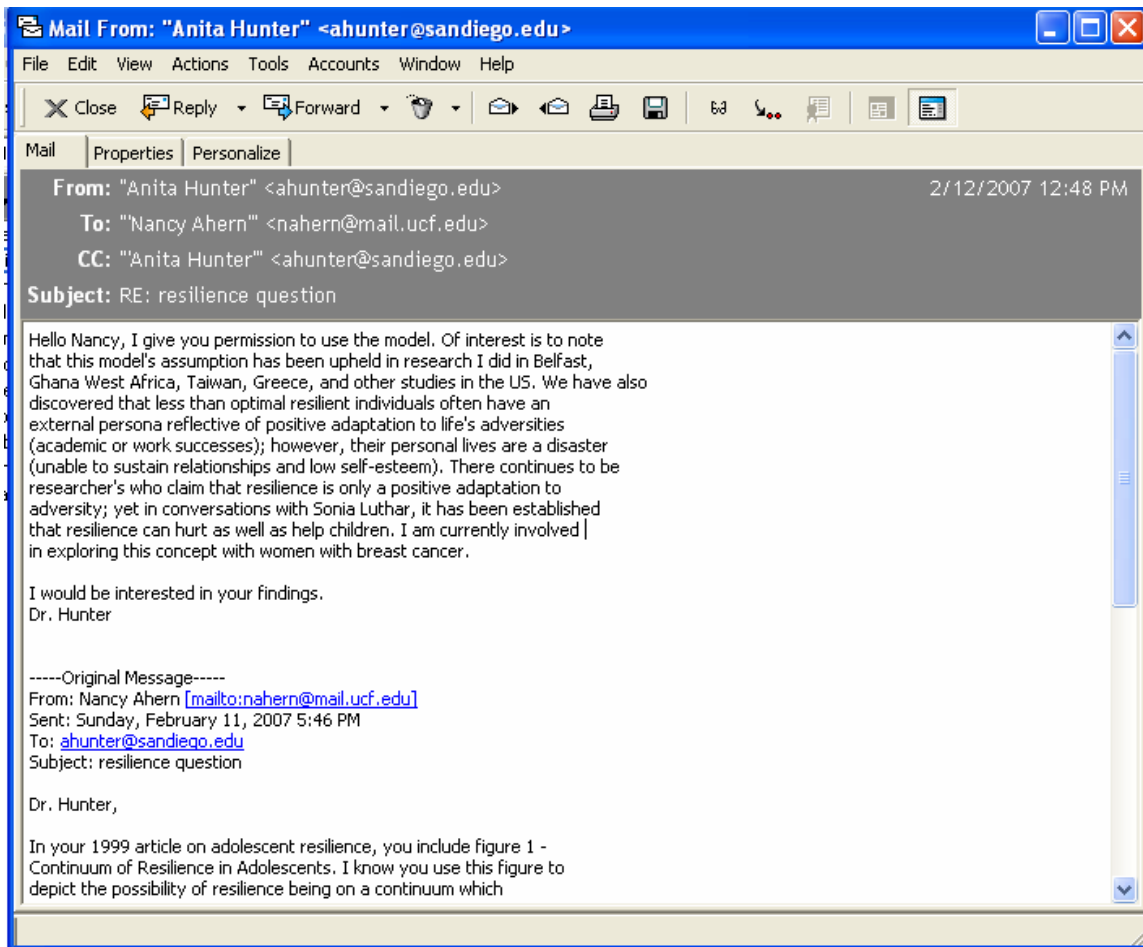 Mail From: "Anita Hunter" <ahunter@sandiego.edu>
File Edit View Actions Tools Accounts Window Help
Close Reply Forward
Mail Properties Personalize
From: "Anita Hunter" <ahunter@sandiego.edu> 2/12/2007 12:48 PM
To: "'Nancy Ahern'" <nahern@mail.ucf.edu>
CC: "'Anita Hunter'" <ahunter@sandiego.edu>
Subject: RE: resilience question
Hello Nancy, I give you permission to use the model. Of interest is to note
that this model's assumption has been upheld in research I did in Belfast,
Ghana West Africa, Taiwan, Greece, and other studies in the US. We have also
discovered that less than optimal resilient individuals often have an
external persona reflective of positive adaptation to life's adversities
(academic or work successes); however, their personal lives are a disaster
(unable to sustain relationships and low self-esteem). There continues to be
researcher's who claim that resilience is only a positive adaptation to
adversity; yet in conversations with Sonia Luthar, it has been established
that resilience can hurt as well as help children. I am currently involved
in exploring this concept with women with breast cancer.
I would be interested in your findings.
Dr. Hunter
-----Original Message-----
From: Nancy Ahern [mailto:nahern@mail.ucf.edu]
Sent: Sunday, February 11, 2007 5:46 PM
To: ahunter@sandiego.edu
Subject: resilience question
Dr. Hunter,
In your 1999 article on adolescent resilience, you include figure 1 -
Continuum of Resilience in Adolescents. I know you use this figure to
depict the possibility of resilience being on a continuum which